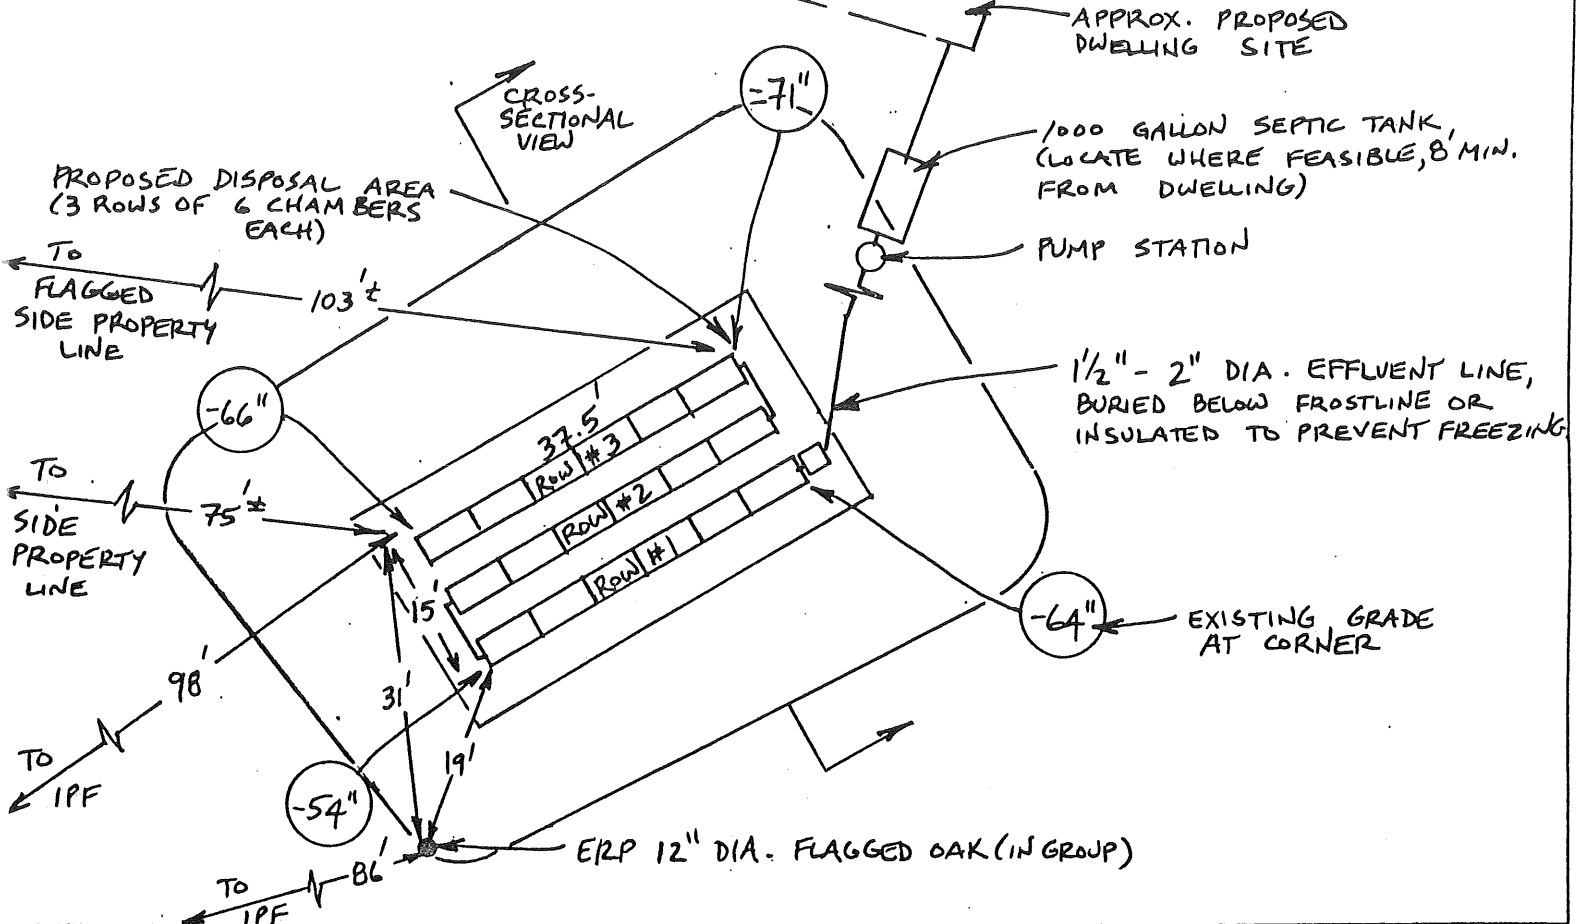 APPROX. PROPOSED
DWELLING SITE
-71"
CROSS-
SECTIONAL
VIEW
1000 GALLON SEPTIC TANK,
(LOCATE WHERE FEASIBLE, 8' MIN.
FROM DWELLING)
PROPOSED DISPOSAL AREA
(3 ROWS OF 6 CHAMBERS
EACH)
PUMP STATION
TO
FLAGGED
SIDE PROPERTY
LINE
103'±
1½" - 2" DIA. EFFLUENT LINE,
BURIED BELOW FROSTLINE OR
INSULATED TO PREVENT FREEZING
-66"
37.5'
ROW #3
TO
SIDE
PROPERTY
LINE
75'±
ROW #2
ROW #1
15'
-64"
EXISTING GRADE
AT CORNER
98'
31'
TO
IPF
19'
-54"
ERP 12" DIA. FLAGGED OAK (IN GROUP)
86'
TO
IPF